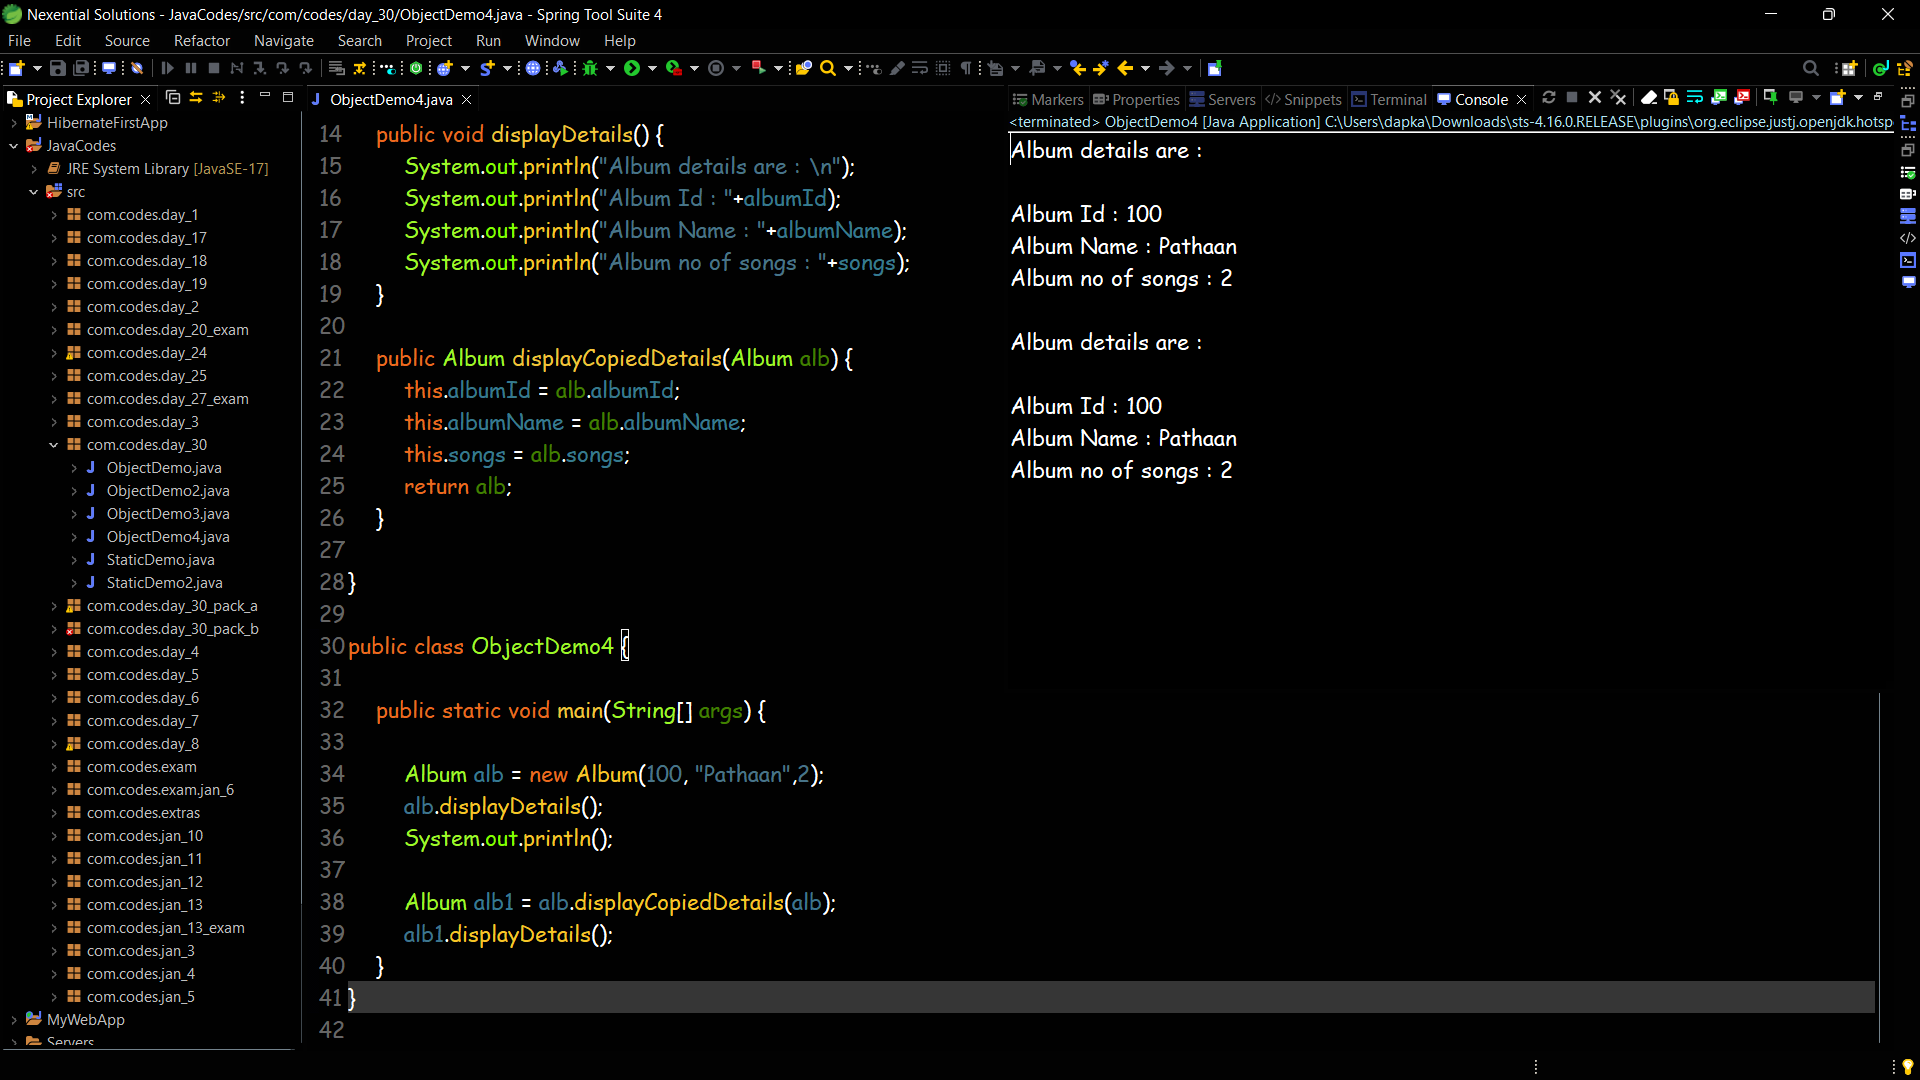 Nexential Solutions - JavaCodes/src/com/codes/day_30/ObjectDemo4.java - Spring Tool Suite 4
File Edit Source Refactor Navigate Search Project Run Window Help
Project Explorer
HibernateFirstApp
JavaCodes
JRE System Library [JavaSE-17]
src
com.codes.day_1
com.codes.day_17
com.codes.day_18
com.codes.day_19
com.codes.day_2
com.codes.day_20_exam
com.codes.day_24
com.codes.day_25
com.codes.day_27_exam
com.codes.day_3
com.codes.day_30
ObjectDemo.java
ObjectDemo2.java
ObjectDemo3.java
ObjectDemo4.java
StaticDemo.java
StaticDemo2.java
com.codes.day_30_pack_a
com.codes.day_30_pack_b
com.codes.day_4
com.codes.day_5
com.codes.day_6
com.codes.day_7
com.codes.day_8
com.codes.exam
com.codes.exam.jan_6
com.codes.extras
com.codes.jan_10
com.codes.jan_11
com.codes.jan_12
com.codes.jan_13
com.codes.jan_13_exam
com.codes.jan_3
com.codes.jan_4
com.codes.jan_5
MyWebApp
Servers
ObjectDemo4.java
14 public void displayDetails() {
15 System.out.println("Album details are : \n");
16 System.out.println("Album Id : "+albumId);
17 System.out.println("Album Name : "+albumName);
18 System.out.println("Album no of songs : "+songs);
19 }
20
21 public Album displayCopiedDetails(Album alb) {
22 this.albumId = alb.albumId;
23 this.albumName = alb.albumName;
24 this.songs = alb.songs;
25 return alb;
26 }
27
28 }
29
30 public class ObjectDemo4 {
31
32 public static void main(String[] args) {
33
34 Album alb = new Album(100, "Pathaan",2);
35 alb.displayDetails();
36 System.out.println();
37
38 Album alb1 = alb.displayCopiedDetails(alb);
39 alb1.displayDetails();
40 }
41 }
42
Markers Properties Servers Snippets Terminal Console
<terminated> ObjectDemo4 [Java Application] C:\Users\dapka\Downloads\sts-4.16.0.RELEASE\plugins\org.eclipse.justj.openjdk.hotsp
Album details are :
Album Id : 100
Album Name : Pathaan
Album no of songs : 2
Album details are :
Album Id : 100
Album Name : Pathaan
Album no of songs : 2